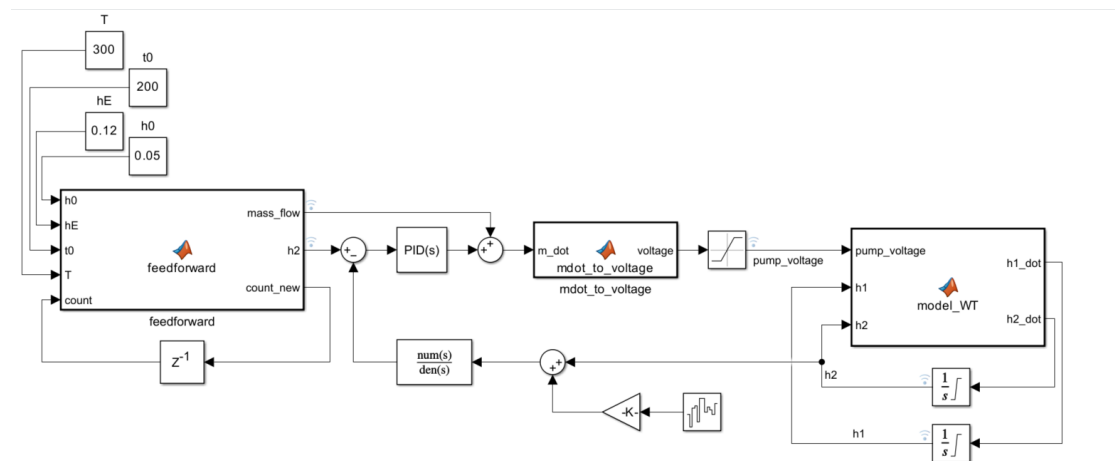 T
300
t0
200
hE
0.12
h0
0.05
h0
hE
t0
T
count
feedforward
mass_flow
h2
count_new
feedforward
Z-1
+
−
PID(s)
+
+
m_dot
voltage
mdot_to_voltage
mdot_to_voltage
pump_voltage
pump_voltage
h1
h2
h1_dot
h2_dot
model_WT
num(s)
den(s)
+
+
-K-
h2
1
s
h1
1
s